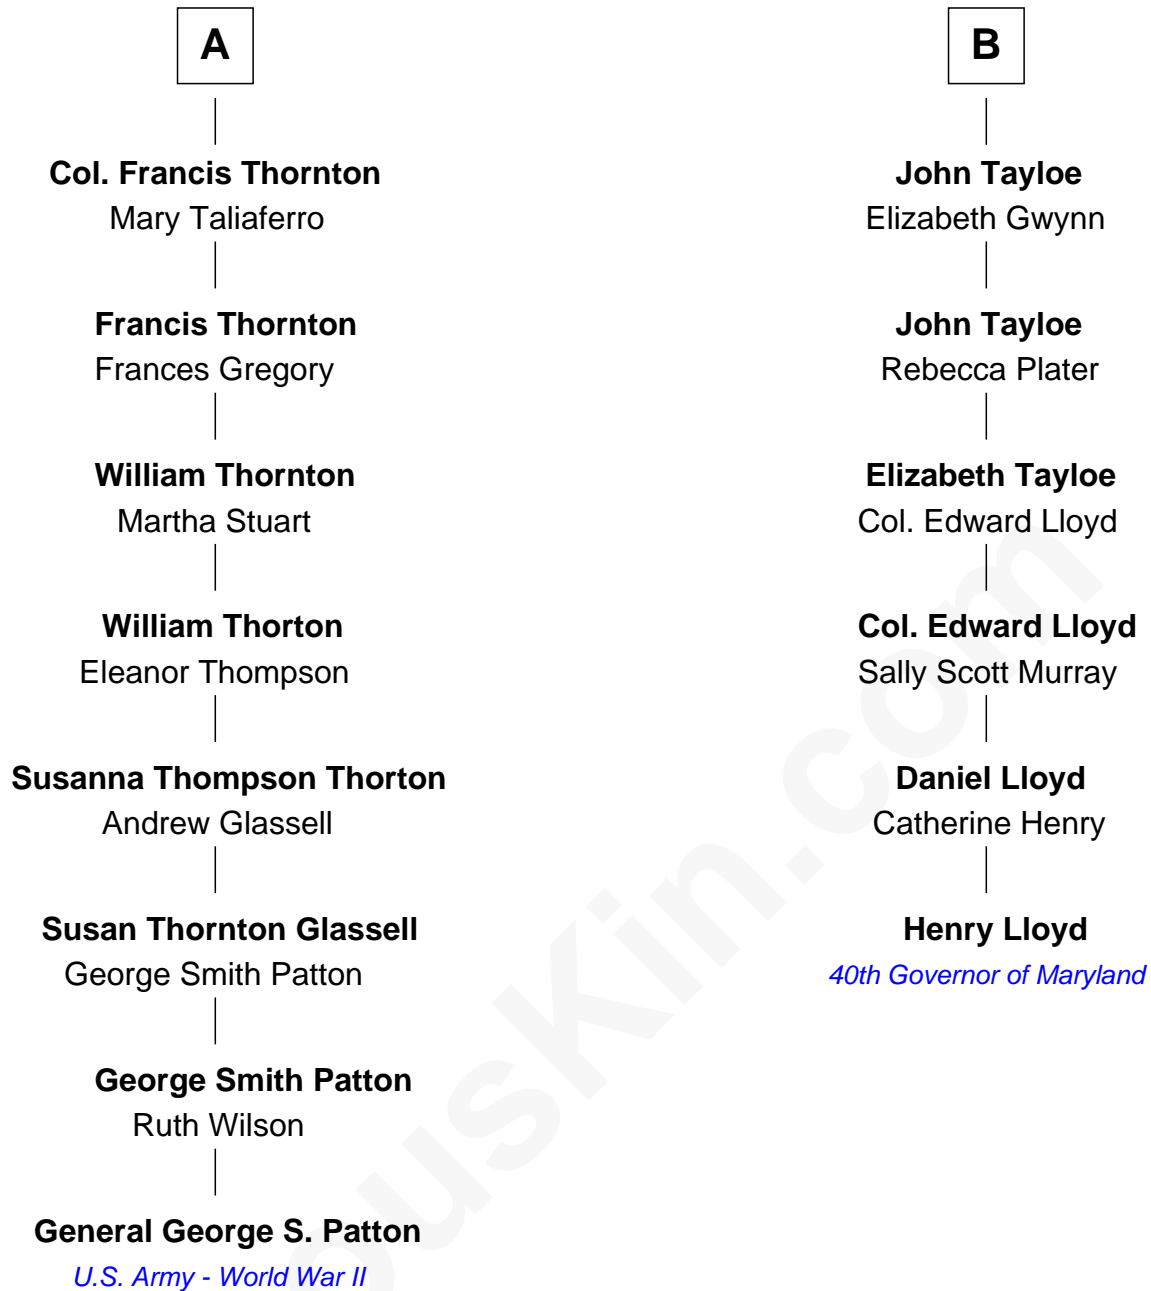 A
Col. Francis Thornton
Mary Taliaferro
Francis Thornton
Frances Gregory
William Thornton
Martha Stuart
William Thorton
Eleanor Thompson
Susanna Thompson Thorton
Andrew Glassell
Susan Thornton Glassell
George Smith Patton
George Smith Patton
Ruth Wilson
General George S. Patton
U.S. Army - World War II
B
John Tayloe
Elizabeth Gwynn
John Tayloe
Rebecca Plater
Elizabeth Tayloe
Col. Edward Lloyd
Col. Edward Lloyd
Sally Scott Murray
Daniel Lloyd
Catherine Henry
Henry Lloyd
40th Governor of Maryland
ousKin.com